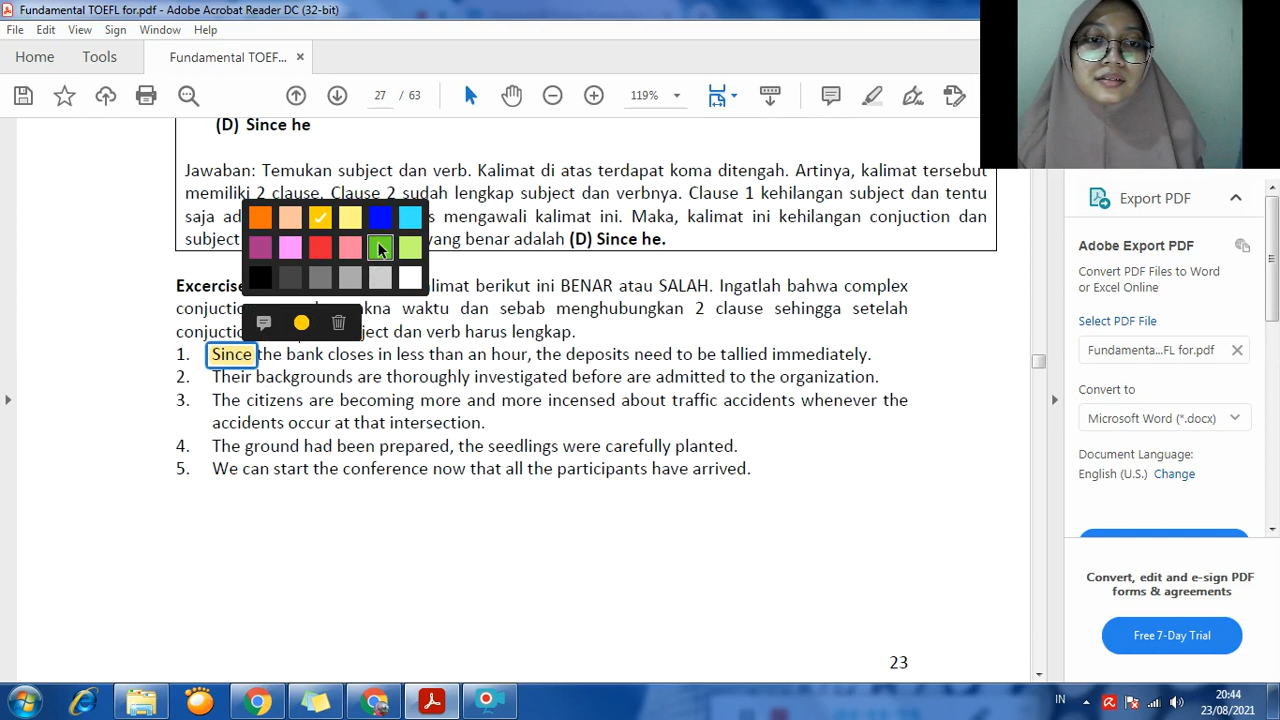 Fundamental TOEFL for.pdf - Adobe Acrobat Reader DC (32-bit)
File Edit View Sign Window Help
Home Tools Fundamental TOEF... ×
27 / 63 119%
(D) Since he
Jawaban: Temukan subject dan verb. Kalimat di atas terdapat koma ditengah. Artinya, kalimat tersebut
memiliki 2 clause. Clause 2 sudah lengkap subject dan verbnya. Clause 1 kehilangan subject dan tentu
saja ad s mengawali kalimat ini. Maka, kalimat ini kehilangan conjuction dan
subject yang benar adalah (D) Since he.
Excercise alimat berikut ini BENAR atau SALAH. Ingatlah bahwa complex
conjuction akna waktu dan sebab menghubungkan 2 clause sehingga setelah
conjuction ject dan verb harus lengkap.
1. Since the bank closes in less than an hour, the deposits need to be tallied immediately.
2. Their backgrounds are thoroughly investigated before are admitted to the organization.
3. The citizens are becoming more and more incensed about traffic accidents whenever the
accidents occur at that intersection.
4. The ground had been prepared, the seedlings were carefully planted.
5. We can start the conference now that all the participants have arrived.
23
Export PDF
Adobe Export PDF
Convert PDF Files to Word
or Excel Online
Select PDF File
Fundamenta...FL for.pdf
Convert to
Microsoft Word (*.docx)
Document Language:
English (U.S.) Change
Convert, edit and e-sign PDF
forms & agreements
Free 7-Day Trial
IN
20:44
23/08/2021